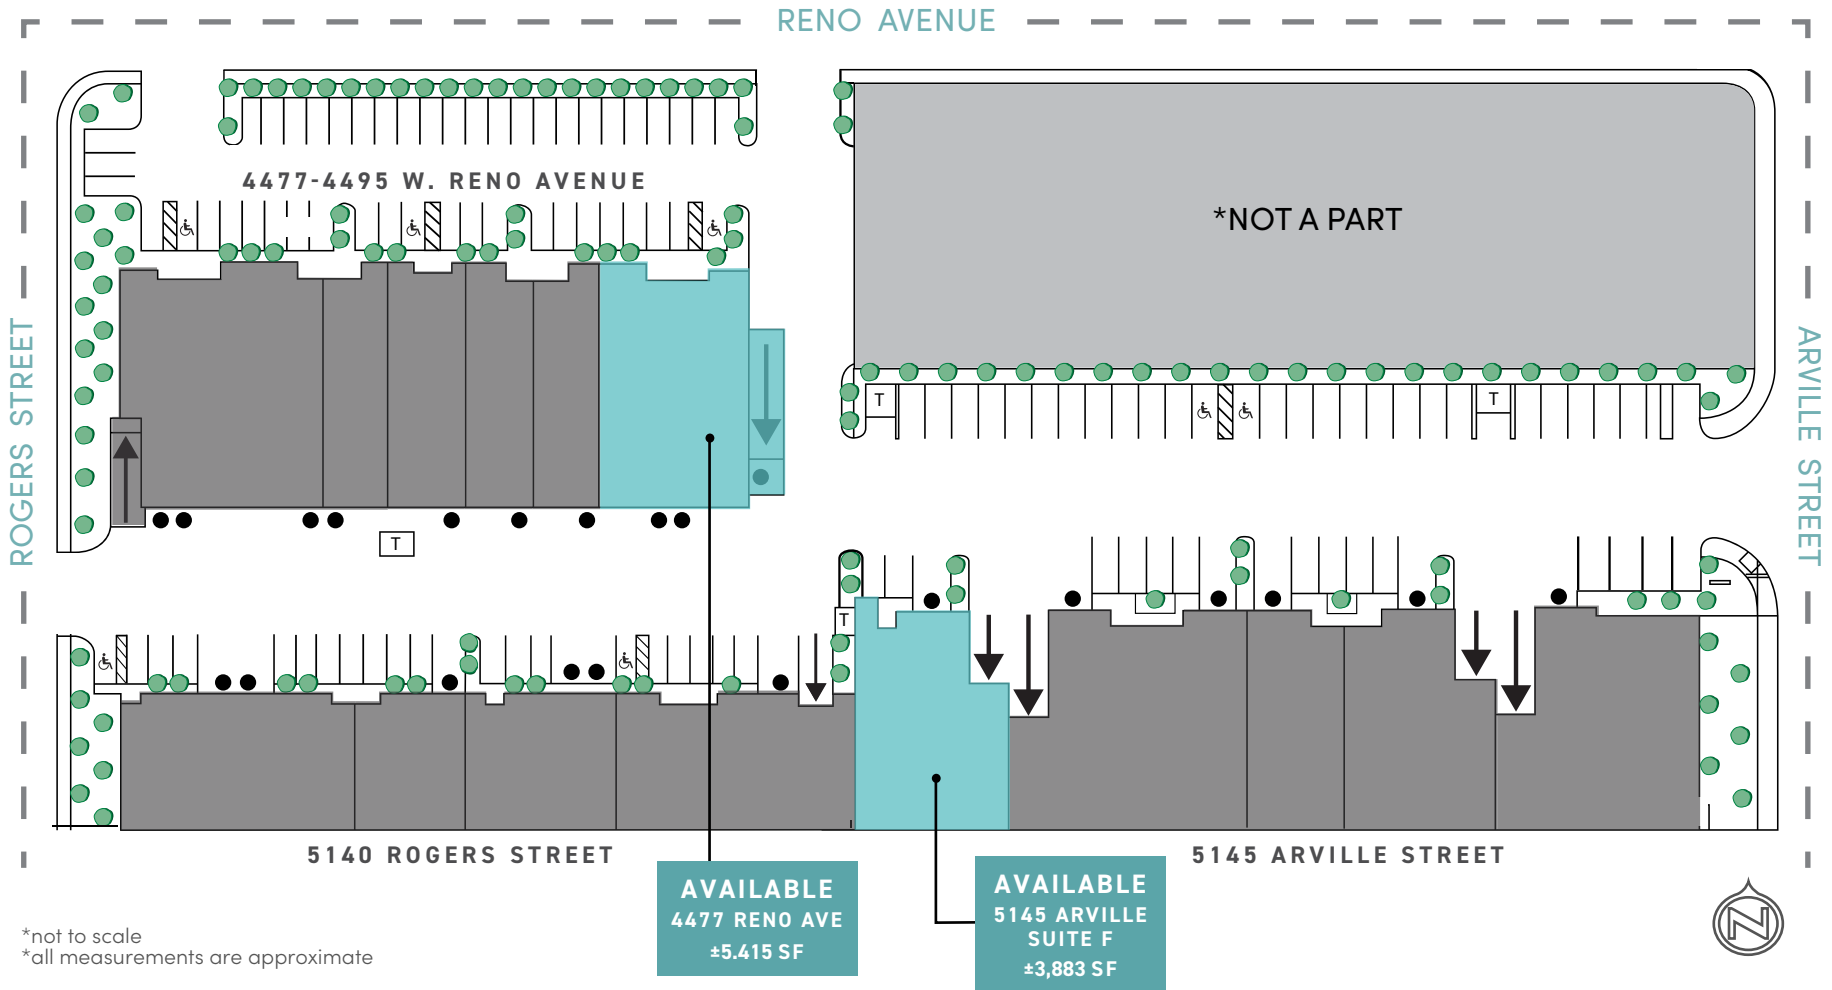 RENO AVENUE
4477-4495 W. RENO AVENUE
*NOT A PART
ROGERS STREET
ARVILLE STREET
T
T
T
T
5140 ROGERS STREET
5145 ARVILLE STREET
AVAILABLE
4477 RENO AVE
±5.415 SF
AVAILABLE
5145 ARVILLE
SUITE F
±3,883 SF
*not to scale
*all measurements are approximate
N